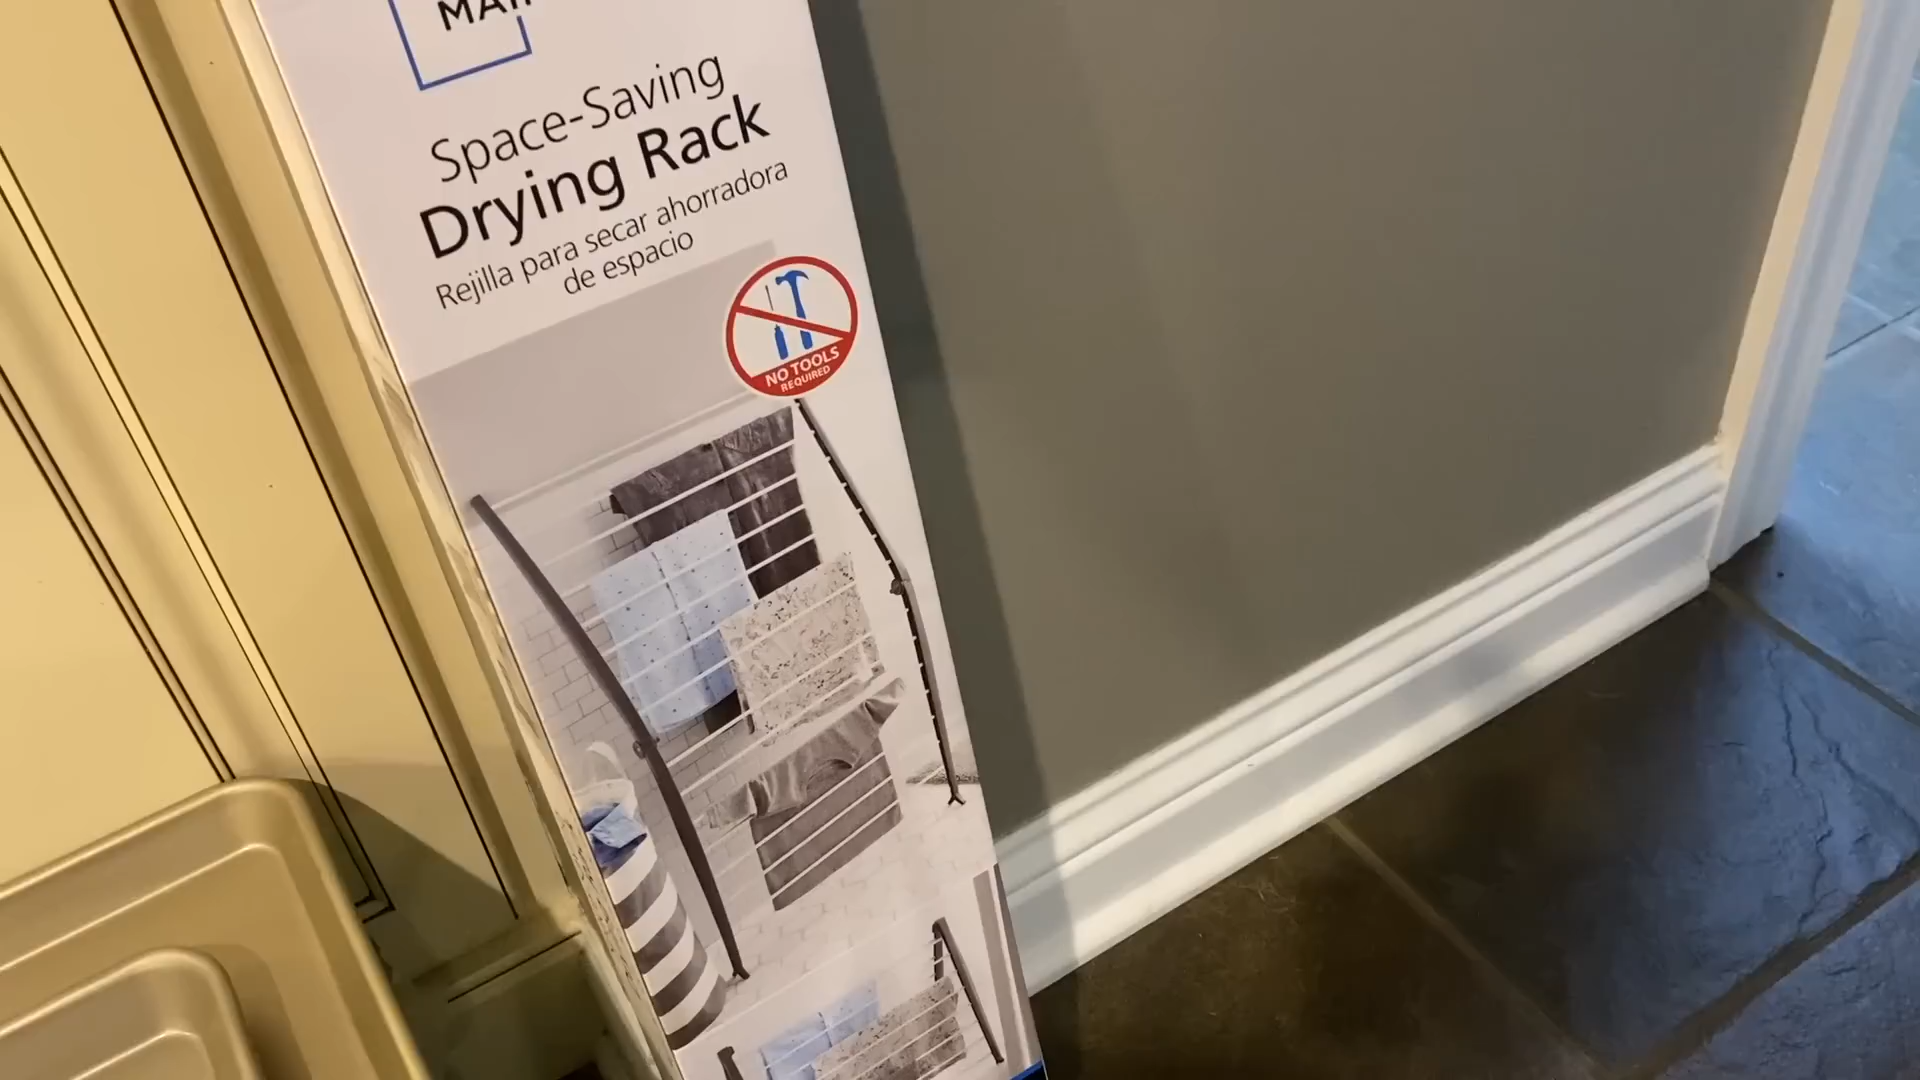 Space-Saving
Drying Rack
Rejilla para secar ahorradora
de espacio
NO TOOLS
REQUIRED